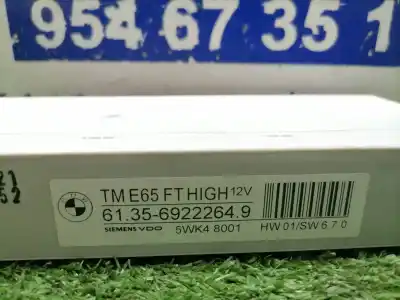 954 67 35 1
TM E65 FT HIGH 12V
61.35-6922264.9
SIEMENS VDO 5WK4 8001 HW 01/SW 6 7 0
52